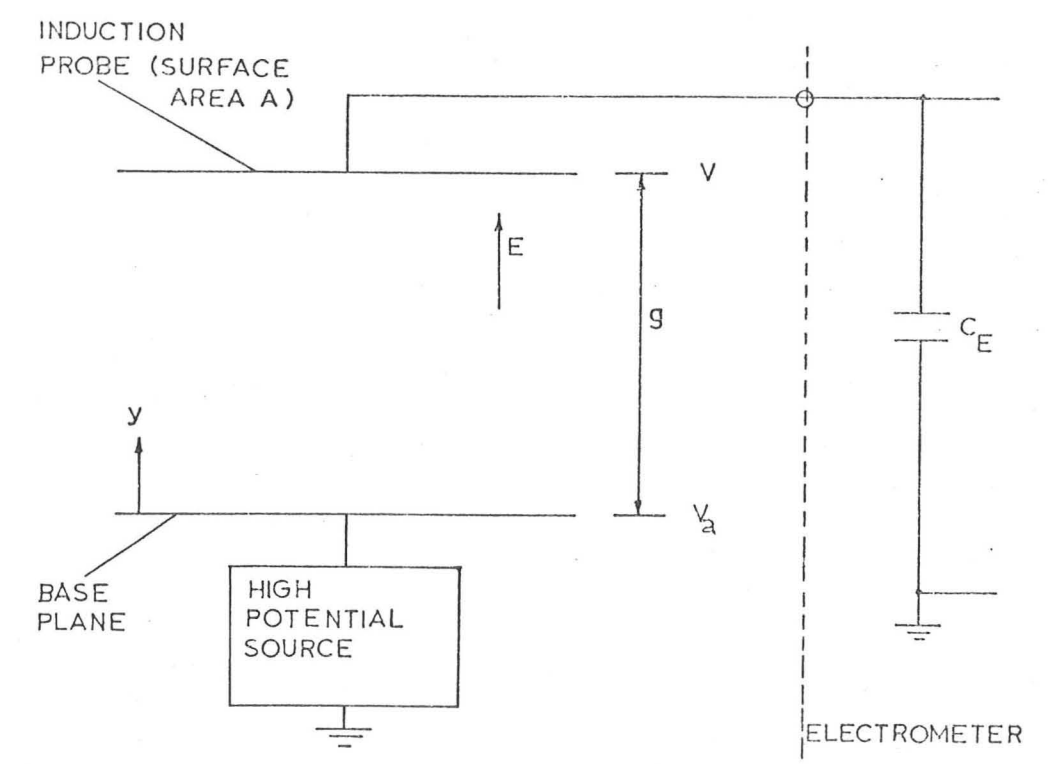 INDUCTION
PROBE (SURFACE
AREA A)
V
E
g
C_E
y
V_a
BASE
PLANE
HIGH
POTENTIAL
SOURCE
ELECTROMETER